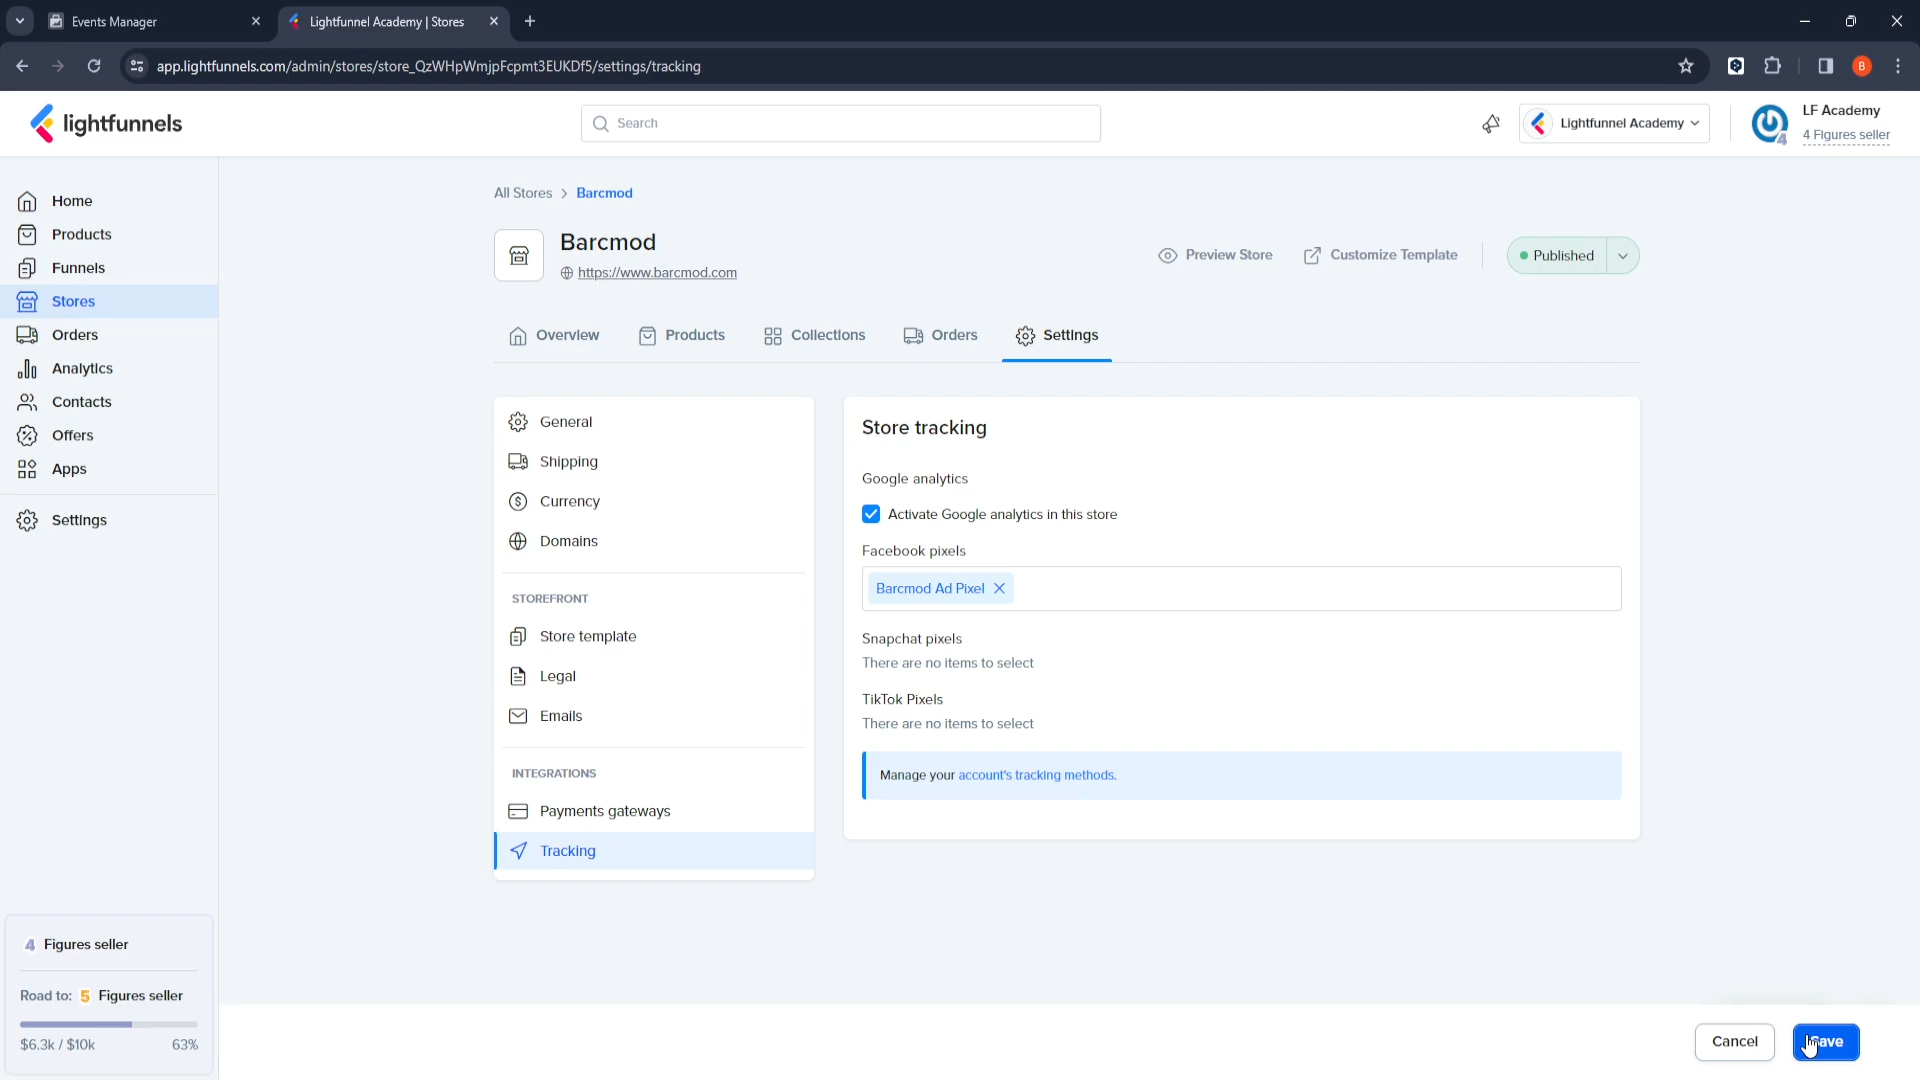 Events Manager
Lightfunnel Academy | Stores
app.lightfunnels.com/admin/stores/store_QzWHpWmjpFcpmt3EUKDf5/settings/tracking
B
lightfunnels
Search
Lightfunnel Academy
LF Academy
4 Figures seller
4
Home
Products
Funnels
Stores
Orders
Analytics
Contacts
Offers
Apps
Settings
4 Figures seller
Road to: 5 Figures seller
$6.3k / $10k 63%
All Stores > Barcmod
Barcmod
https://www.barcmod.com
Preview Store
Customize Template
Published
Overview
Products
Collections
Orders
Settings
General
Shipping
Currency
Domains
STOREFRONT
Store template
Legal
Emails
INTEGRATIONS
Payments gateways
Tracking
Store tracking
Google analytics
Activate Google analytics in this store
Facebook pixels
Barcmod Ad Pixel
Snapchat pixels
There are no items to select
TikTok Pixels
There are no items to select
Manage your account's tracking methods.
Cancel
Save